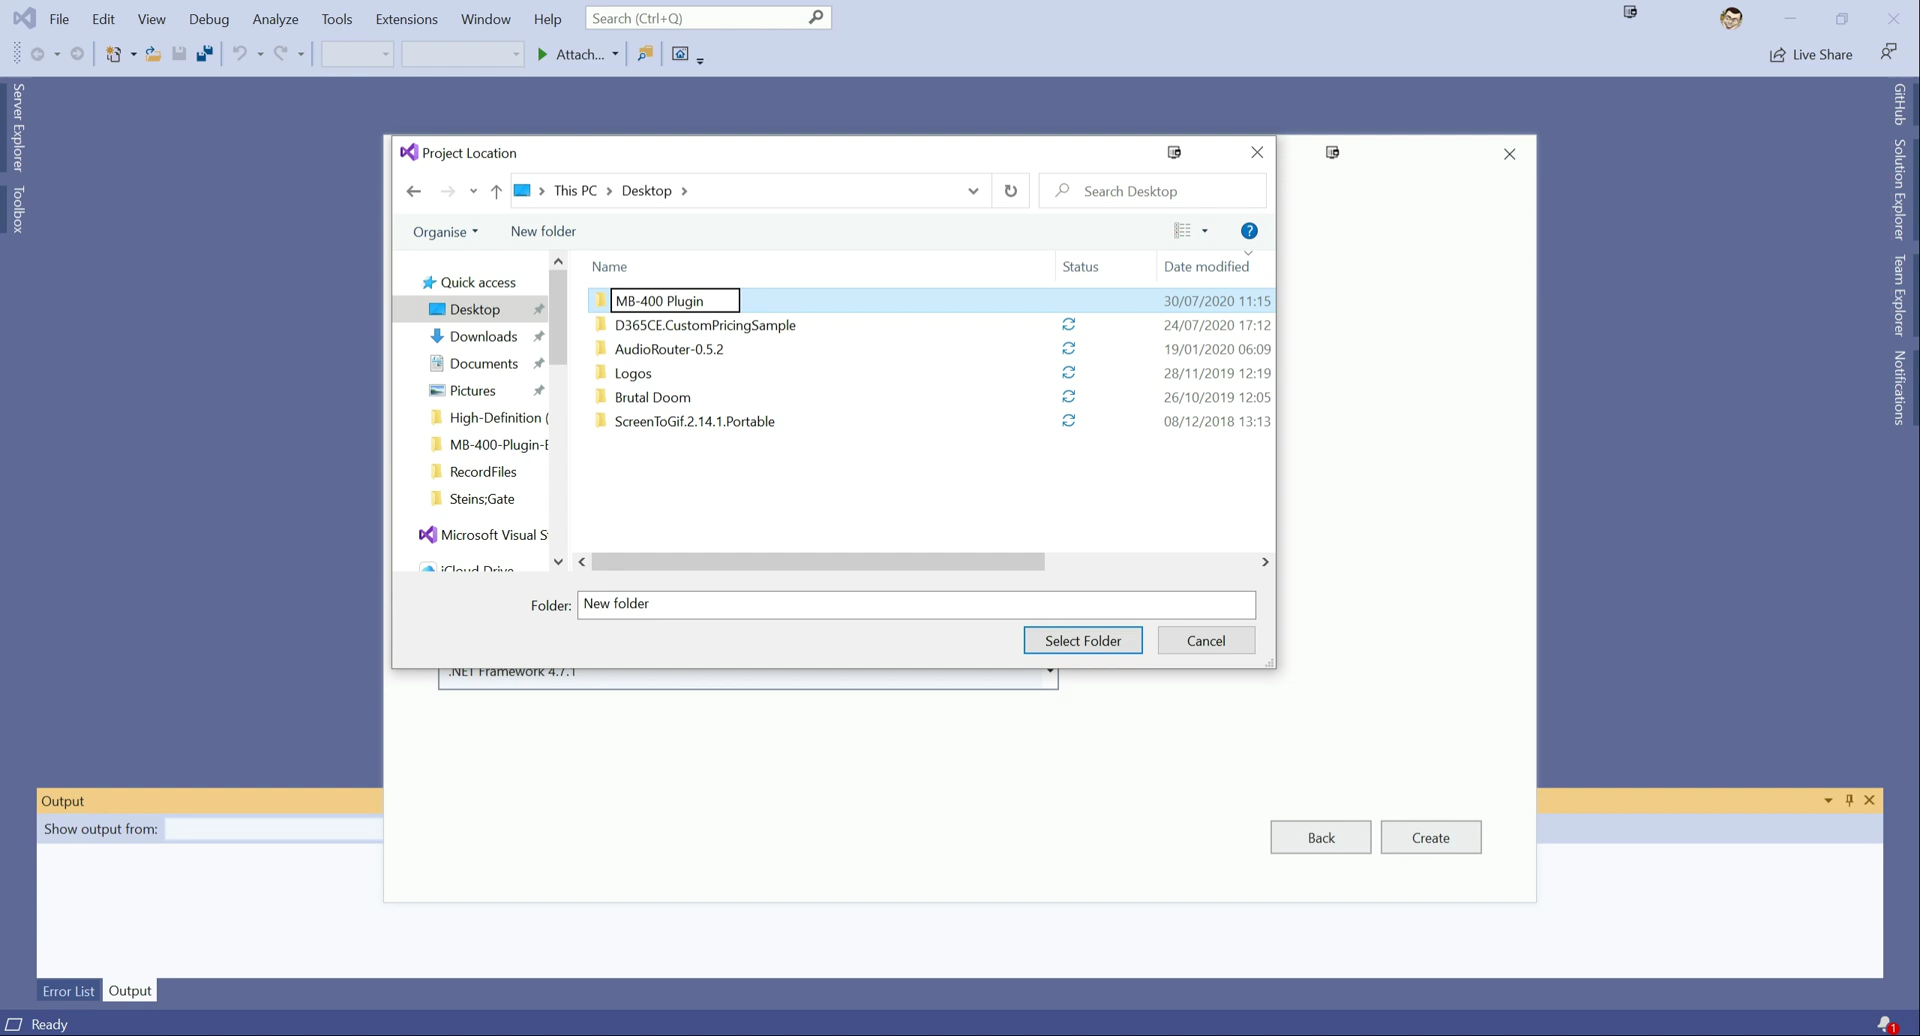 File Edit View Debug Analyze Tools Extensions Window Help Search (Ctrl+Q)
Attach... Live Share
Server Explorer
Toolbox
GitHub
Solution Explorer
Team Explorer
Notifications
Project Location
This PC Desktop Search Desktop
Organise New folder
Name Status Date modified
Quick access
Desktop
Downloads
Documents
Pictures
High-Definition (
MB-400-Plugin-E
RecordFiles
Steins;Gate
Microsoft Visual S
iCloud Drive
MB-400 Plugin 30/07/2020 11:15
D365CE.CustomPricingSample 24/07/2020 17:12
AudioRouter-0.5.2 19/01/2020 06:09
Logos 28/11/2019 12:19
Brutal Doom 26/10/2019 12:05
ScreenToGif.2.14.1.Portable 08/12/2018 13:13
Folder: New folder
Select Folder Cancel
.NET Framework 4.7.1
Back Create
Output
Show output from:
Error List Output
Ready 1